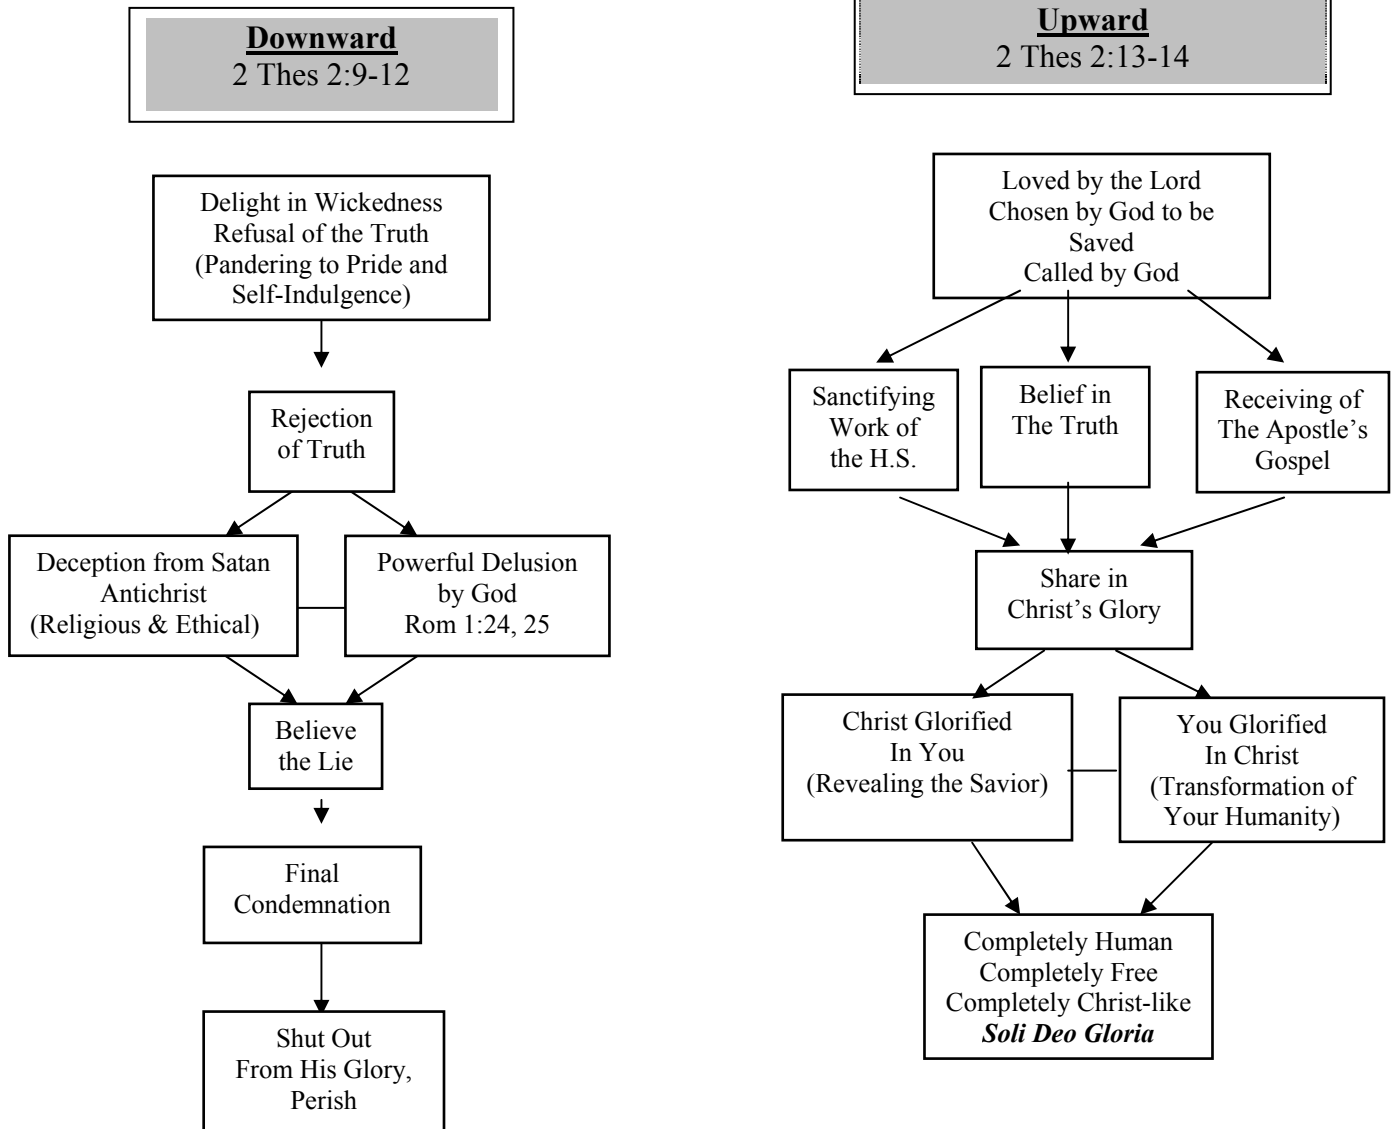 Downward
2 Thes 2:9-12
Delight in Wickedness
Refusal of the Truth
(Pandering to Pride and
Self-Indulgence)
Rejection
of Truth
Deception from Satan
Antichrist
(Religious & Ethical)
Powerful Delusion
by God
Rom 1:24, 25
Believe
the Lie
Final
Condemnation
Shut Out
From His Glory,
Perish
Upward
2 Thes 2:13-14
Loved by the Lord
Chosen by God to be
Saved
Called by God
Sanctifying
Work of
the H.S.
Belief in
The Truth
Receiving of
The Apostle’s
Gospel
Share in
Christ’s Glory
Christ Glorified
In You
(Revealing the Savior)
You Glorified
In Christ
(Transformation of
Your Humanity)
Completely Human
Completely Free
Completely Christ-like
Soli Deo Gloria